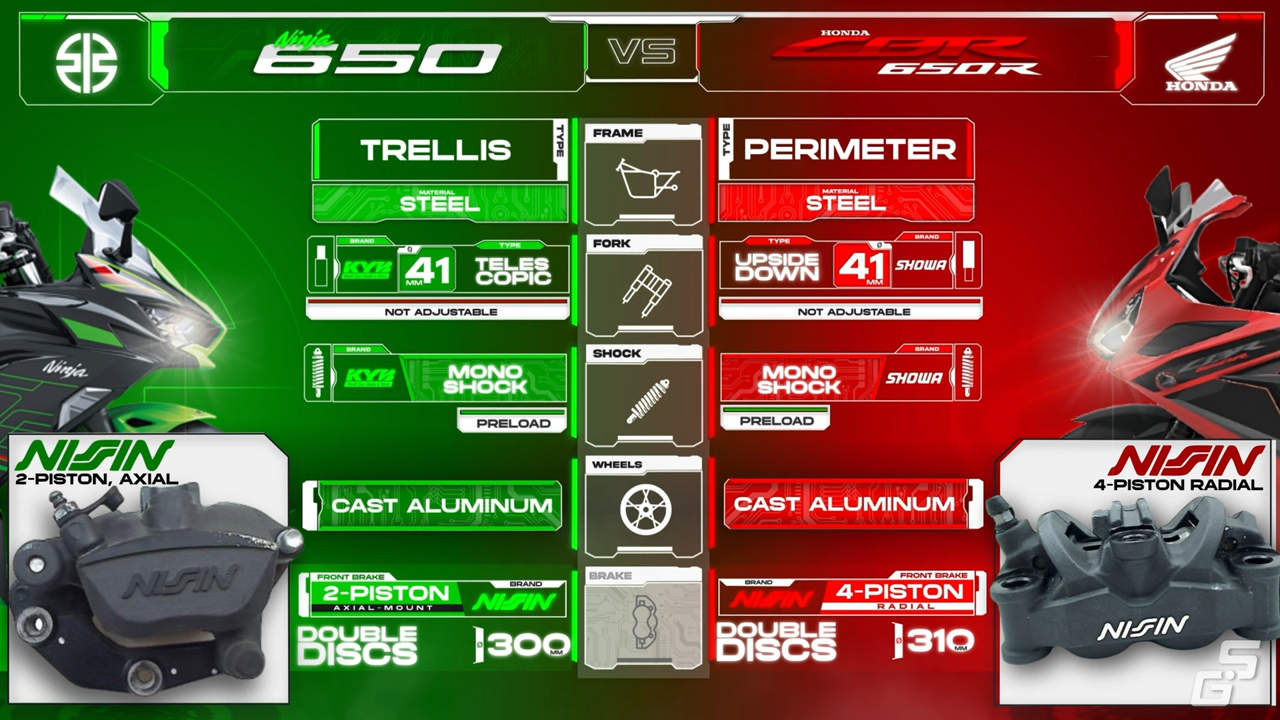 Ninja
650
VS
HONDA
CBR
650R
HONDA
TRELLIS
TYPE
FRAME
TYPE
PERIMETER
MATERIAL
STEEL
MATERIAL
STEEL
BRAND
KYB
41
MM
TYPE
TELES
COPIC
FORK
TYPE
UPSIDE
DOWN
41
MM
BRAND
SHOWA
NOT ADJUSTABLE
NOT ADJUSTABLE
BRAND
KYB
MONO
SHOCK
SHOCK
MONO
SHOCK
BRAND
SHOWA
PRELOAD
PRELOAD
Ninja
NISSIN
2-PISTON, AXIAL
NISSIN
4-PISTON RADIAL
WHEELS
CAST ALUMINUM
CAST ALUMINUM
NISSIN
FRONT BRAKE
2-PISTON
AXIAL-MOUNT
BRAND
NISSIN
BRAKE
BRAND
NISSIN
FRONT BRAKE
4-PISTON
RADIAL
DOUBLE
DISCS
300
MM
DOUBLE
DISCS
310
MM
NISSIN
SG